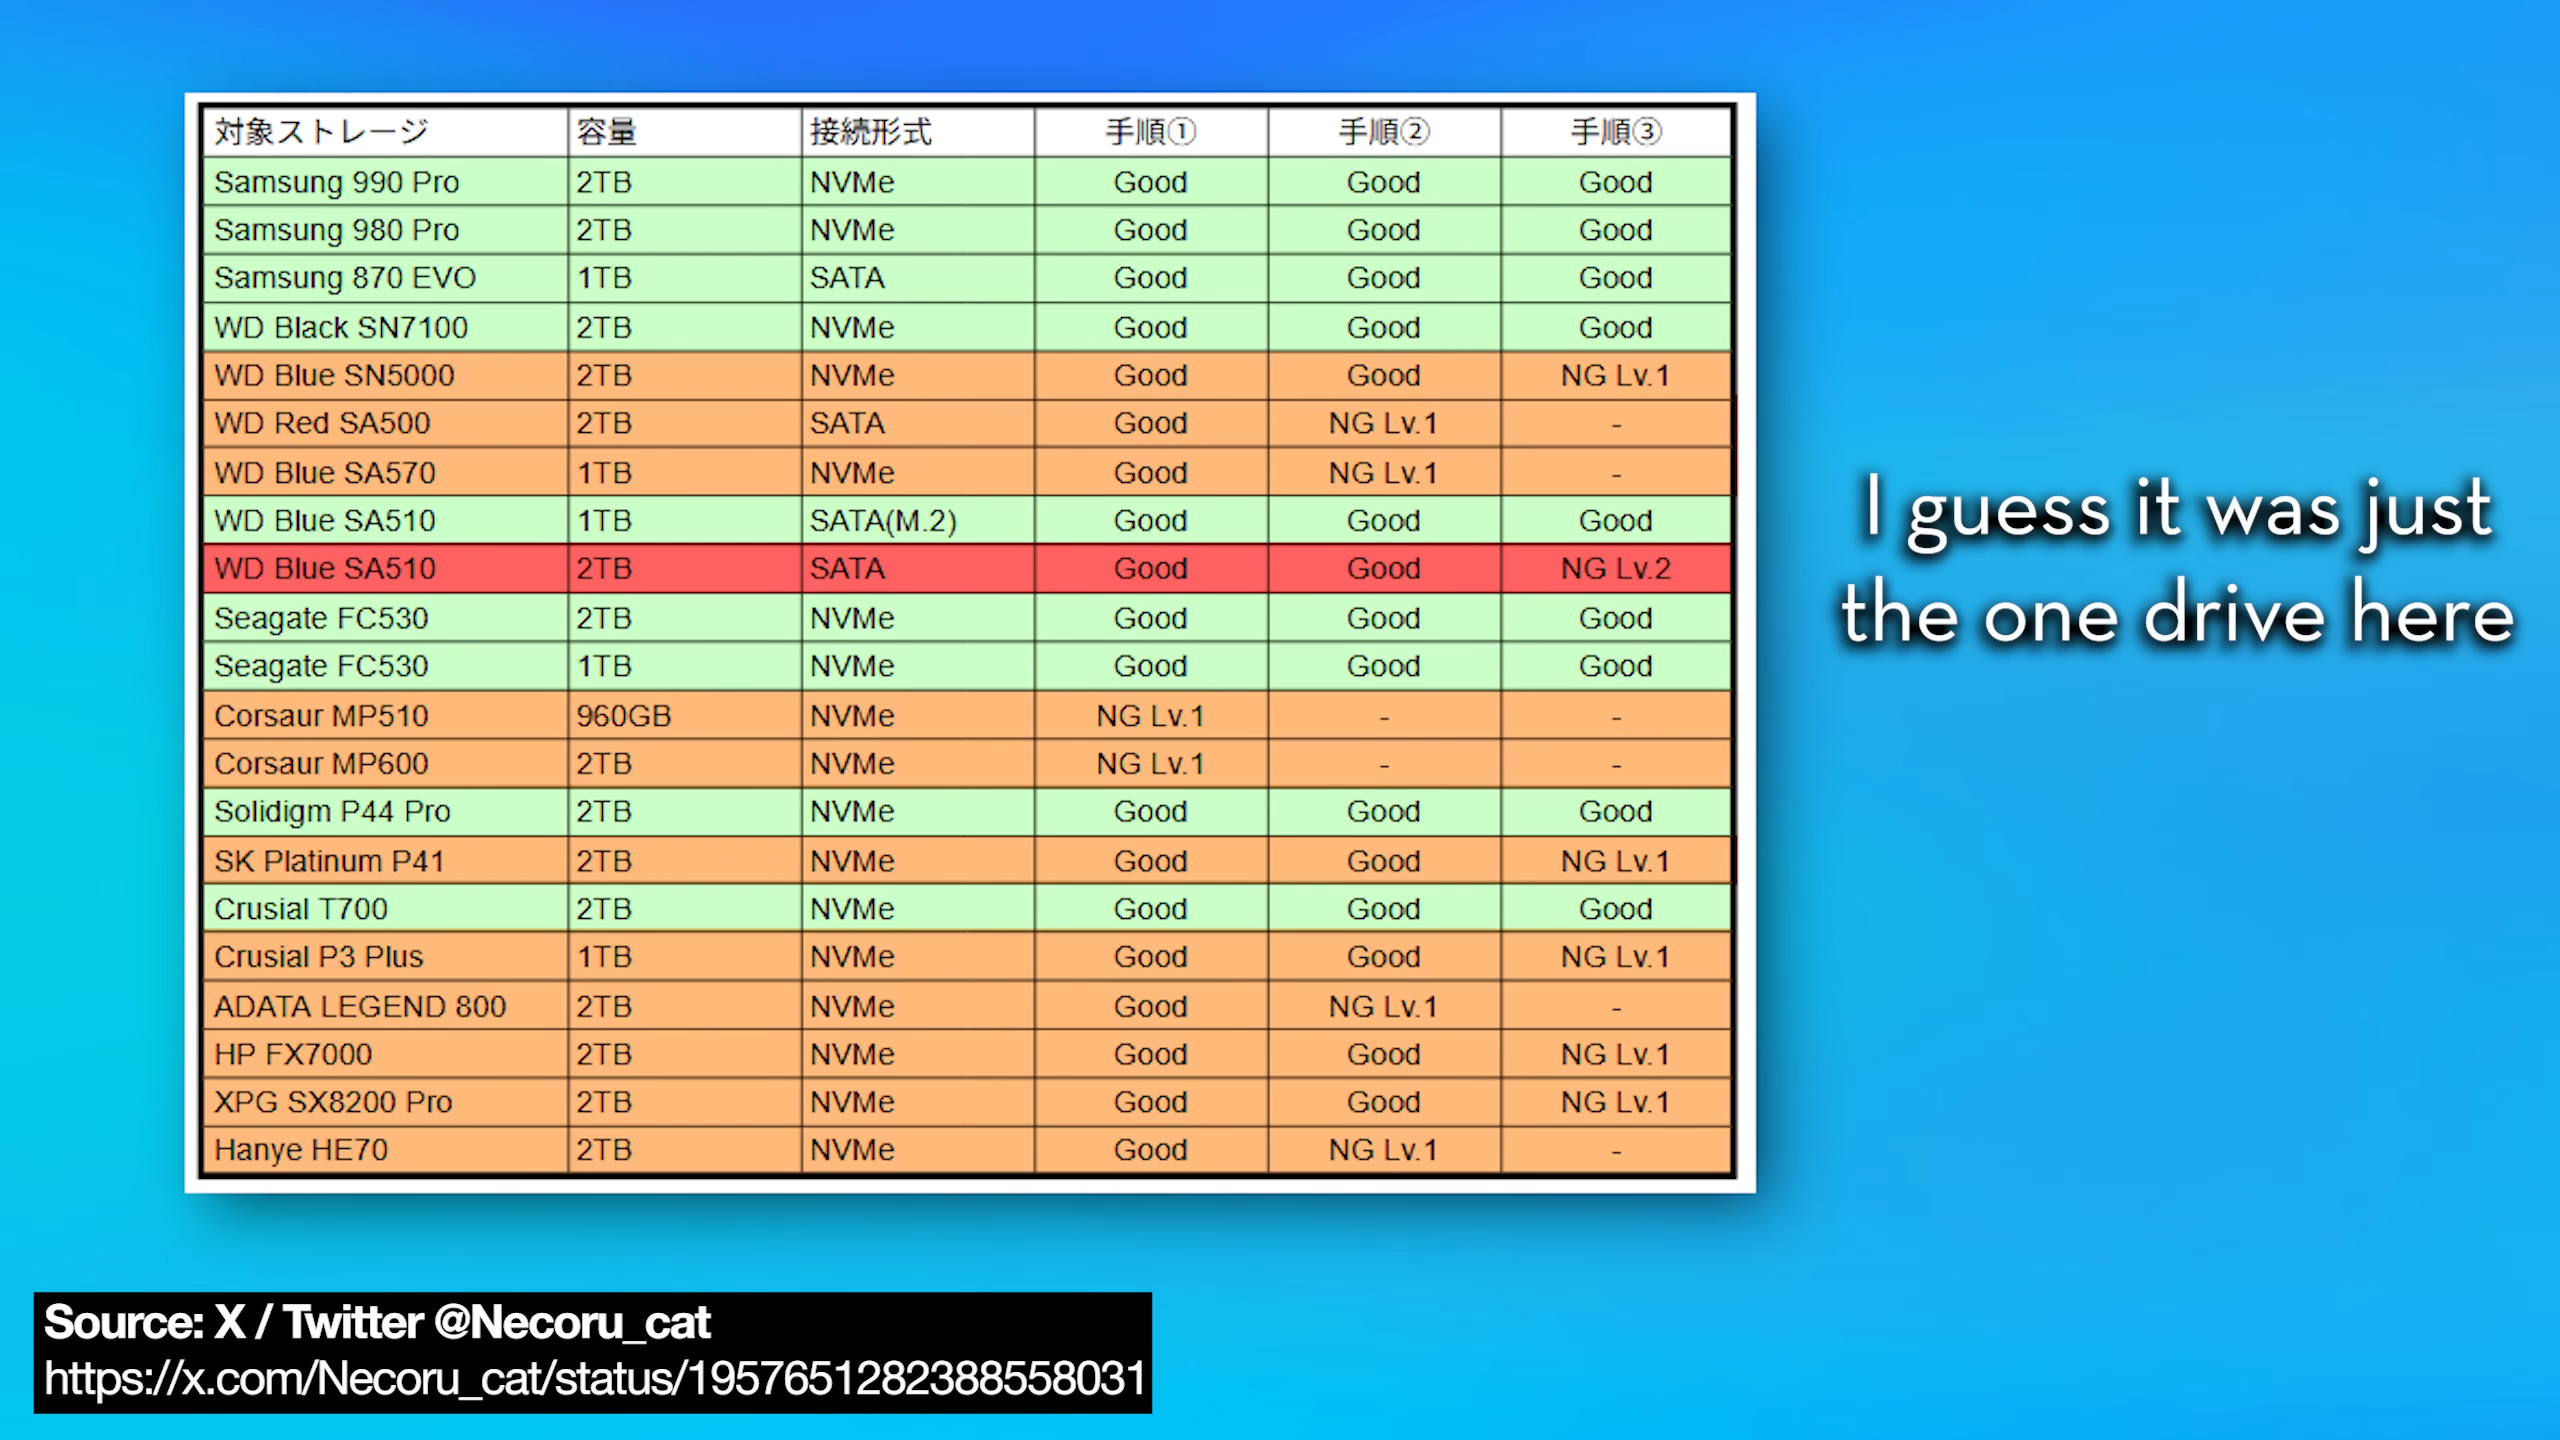 対象ストレージ 容量 接続形式 手順① 手順② 手順③
Samsung 990 Pro 2TB NVMe Good Good Good
Samsung 980 Pro 2TB NVMe Good Good Good
Samsung 870 EVO 1TB SATA Good Good Good
WD Black SN7100 2TB NVMe Good Good Good
WD Blue SN5000 2TB NVMe Good Good NG Lv.1
WD Red SA500 2TB SATA Good NG Lv.1 -
WD Blue SA570 1TB NVMe Good NG Lv.1 -
WD Blue SA510 1TB SATA(M.2) Good Good Good
WD Blue SA510 2TB SATA Good Good NG Lv.2
Seagate FC530 2TB NVMe Good Good Good
Seagate FC530 1TB NVMe Good Good Good
Corsaur MP510 960GB NVMe NG Lv.1 - -
Corsaur MP600 2TB NVMe NG Lv.1 - -
Solidigm P44 Pro 2TB NVMe Good Good Good
SK Platinum P41 2TB NVMe Good Good NG Lv.1
Crusial T700 2TB NVMe Good Good Good
Crusial P3 Plus 1TB NVMe Good Good NG Lv.1
ADATA LEGEND 800 2TB NVMe Good NG Lv.1 -
HP FX7000 2TB NVMe Good Good NG Lv.1
XPG SX8200 Pro 2TB NVMe Good Good NG Lv.1
Hanye HE70 2TB NVMe Good NG Lv.1 -
I guess it was just
the one drive here
Source: X / Twitter @Necoru_cat
https://x.com/Necoru_cat/status/1957651282388558031